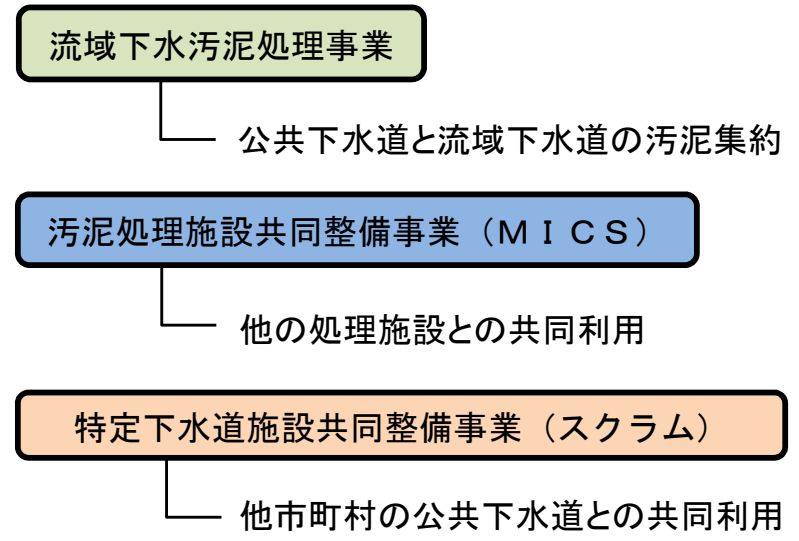 流域下水汚泥処理事業
公共下水道と流域下水道の汚泥集約
汚泥処理施設共同整備事業（ＭＩＣＳ）
他の処理施設との共同利用
特定下水道施設共同整備事業（スクラム）
他市町村の公共下水道との共同利用